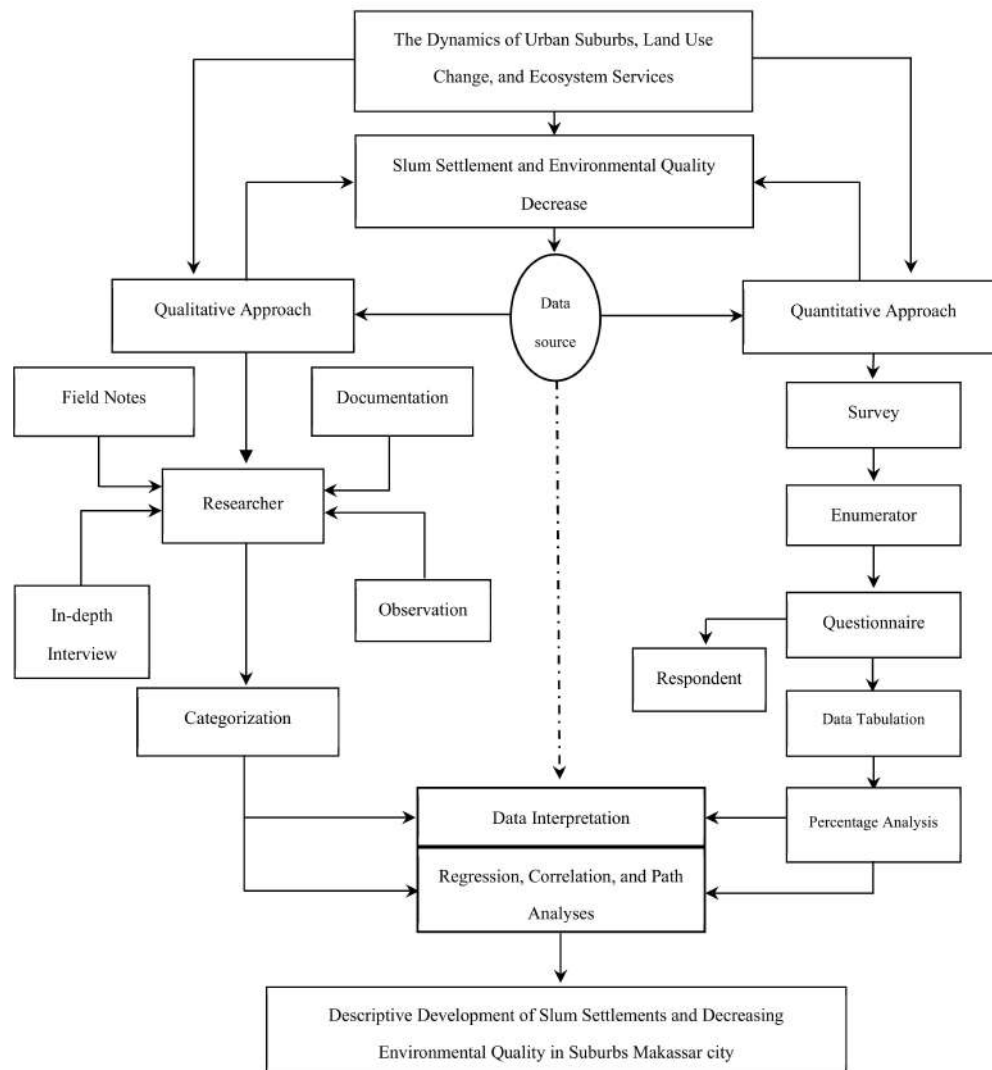 The Dynamics of Urban Suburbs, Land Use
Change, and Ecosystem Services
Slum Settlement and Environmental Quality
Decrease
Qualitative Approach
Data
source
Quantitative Approach
Field Notes
Documentation
Survey
Researcher
Enumerator
In-depth
Interview
Observation
Questionnaire
Respondent
Categorization
Data Tabulation
Data Interpretation
Percentage Analysis
Regression, Correlation, and Path
Analyses
Descriptive Development of Slum Settlements and Decreasing
Environmental Quality in Suburbs Makassar city